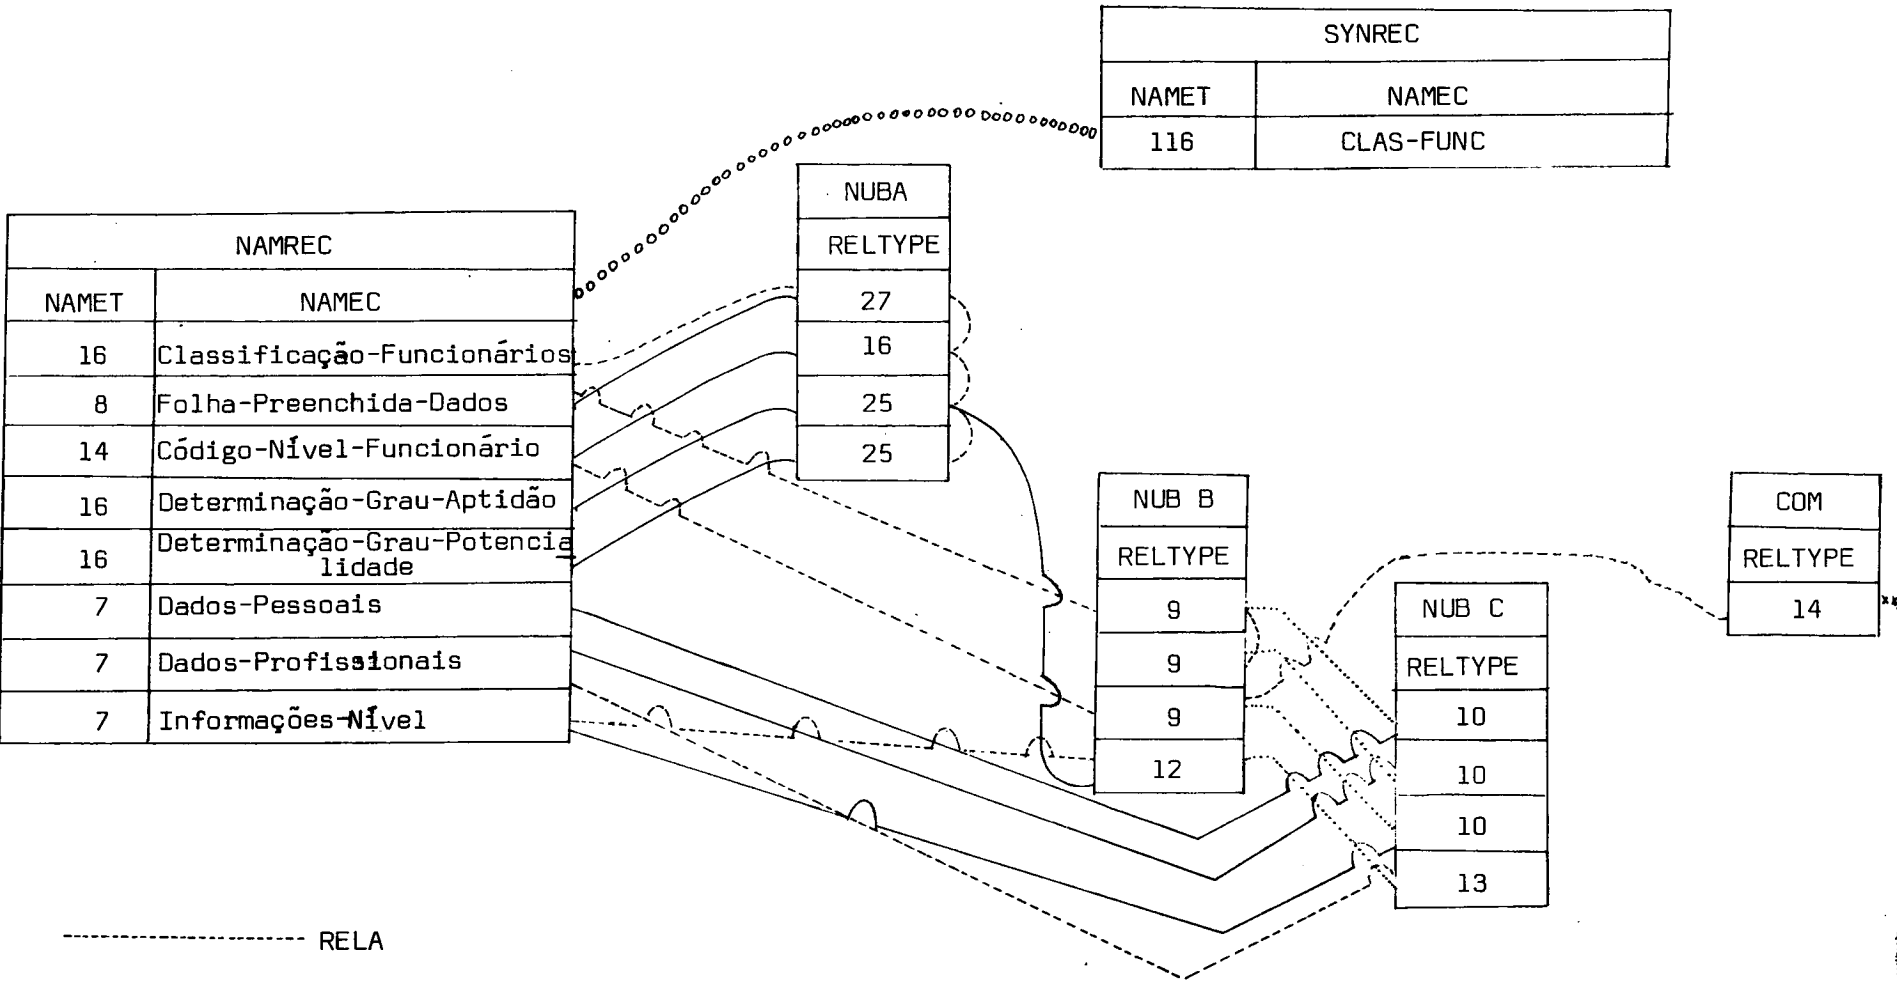 SYNREC
NAMET NAMEC
116 CLAS-FUNC
NUBA
RELTYPE
27
16
25
25
NAMREC
NAMET NAMEC
16 Classificação-Funcionários
8 Folha-Preenchida-Dados
14 Código-Nível-Funcionário
16 Determinação-Grau-Aptidão
16 Determinação-Grau-Potencia
lidade
7 Dados-Pessoais
7 Dados-Profissionais
7 Informações-Nível
NUB B
RELTYPE
9
9
9
12
NUB C
RELTYPE
10
10
10
13
COM
RELTYPE
14
RELA